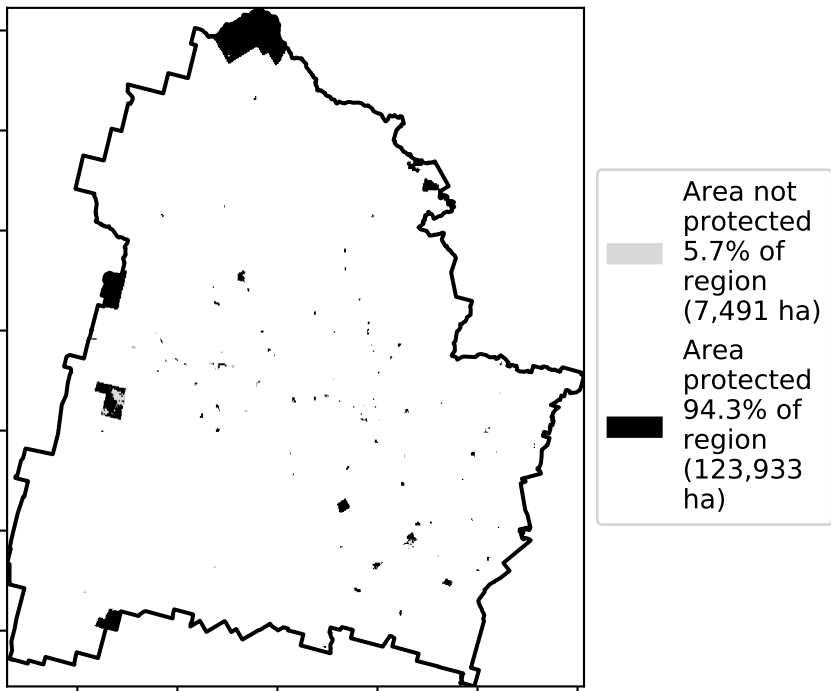 Area not
protected
5.7% of
region
(7,491 ha)
Area
protected
94.3% of
region
(123,933
ha)